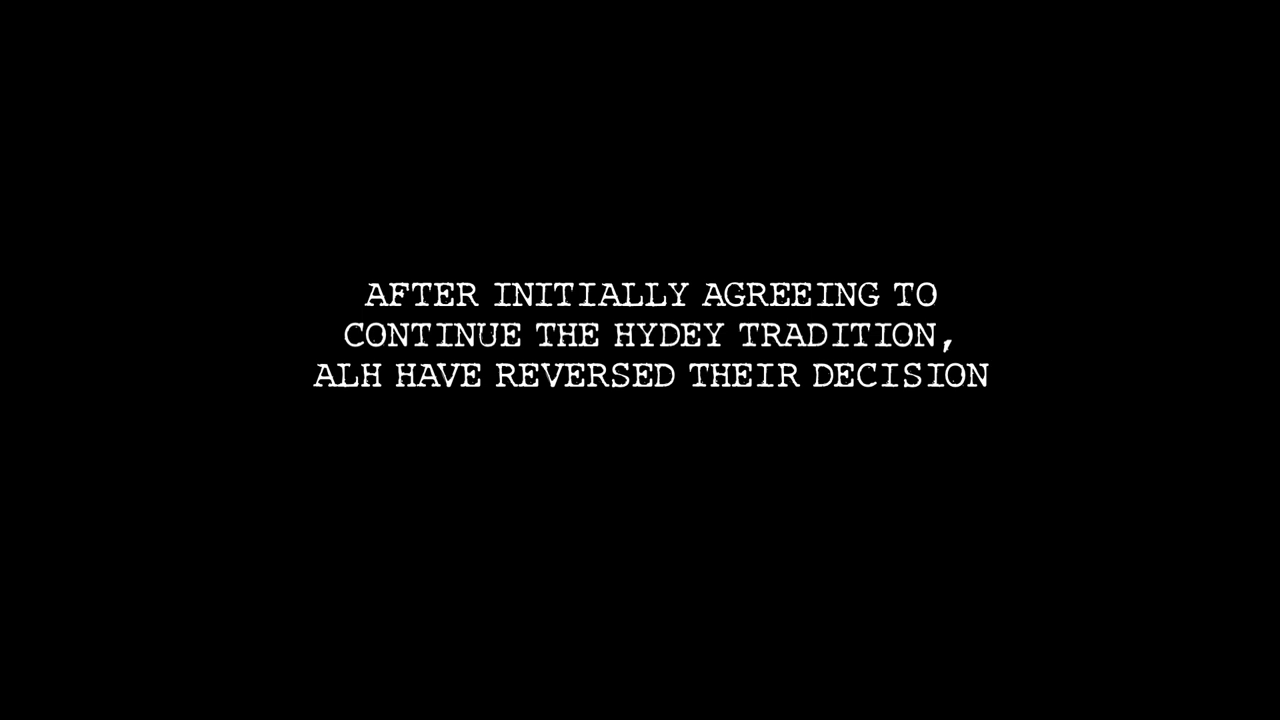 AFTER INITIALLY AGREEING TO
CONTINUE THE HYDEY TRADITION,
ALH HAVE REVERSED THEIR DECISION